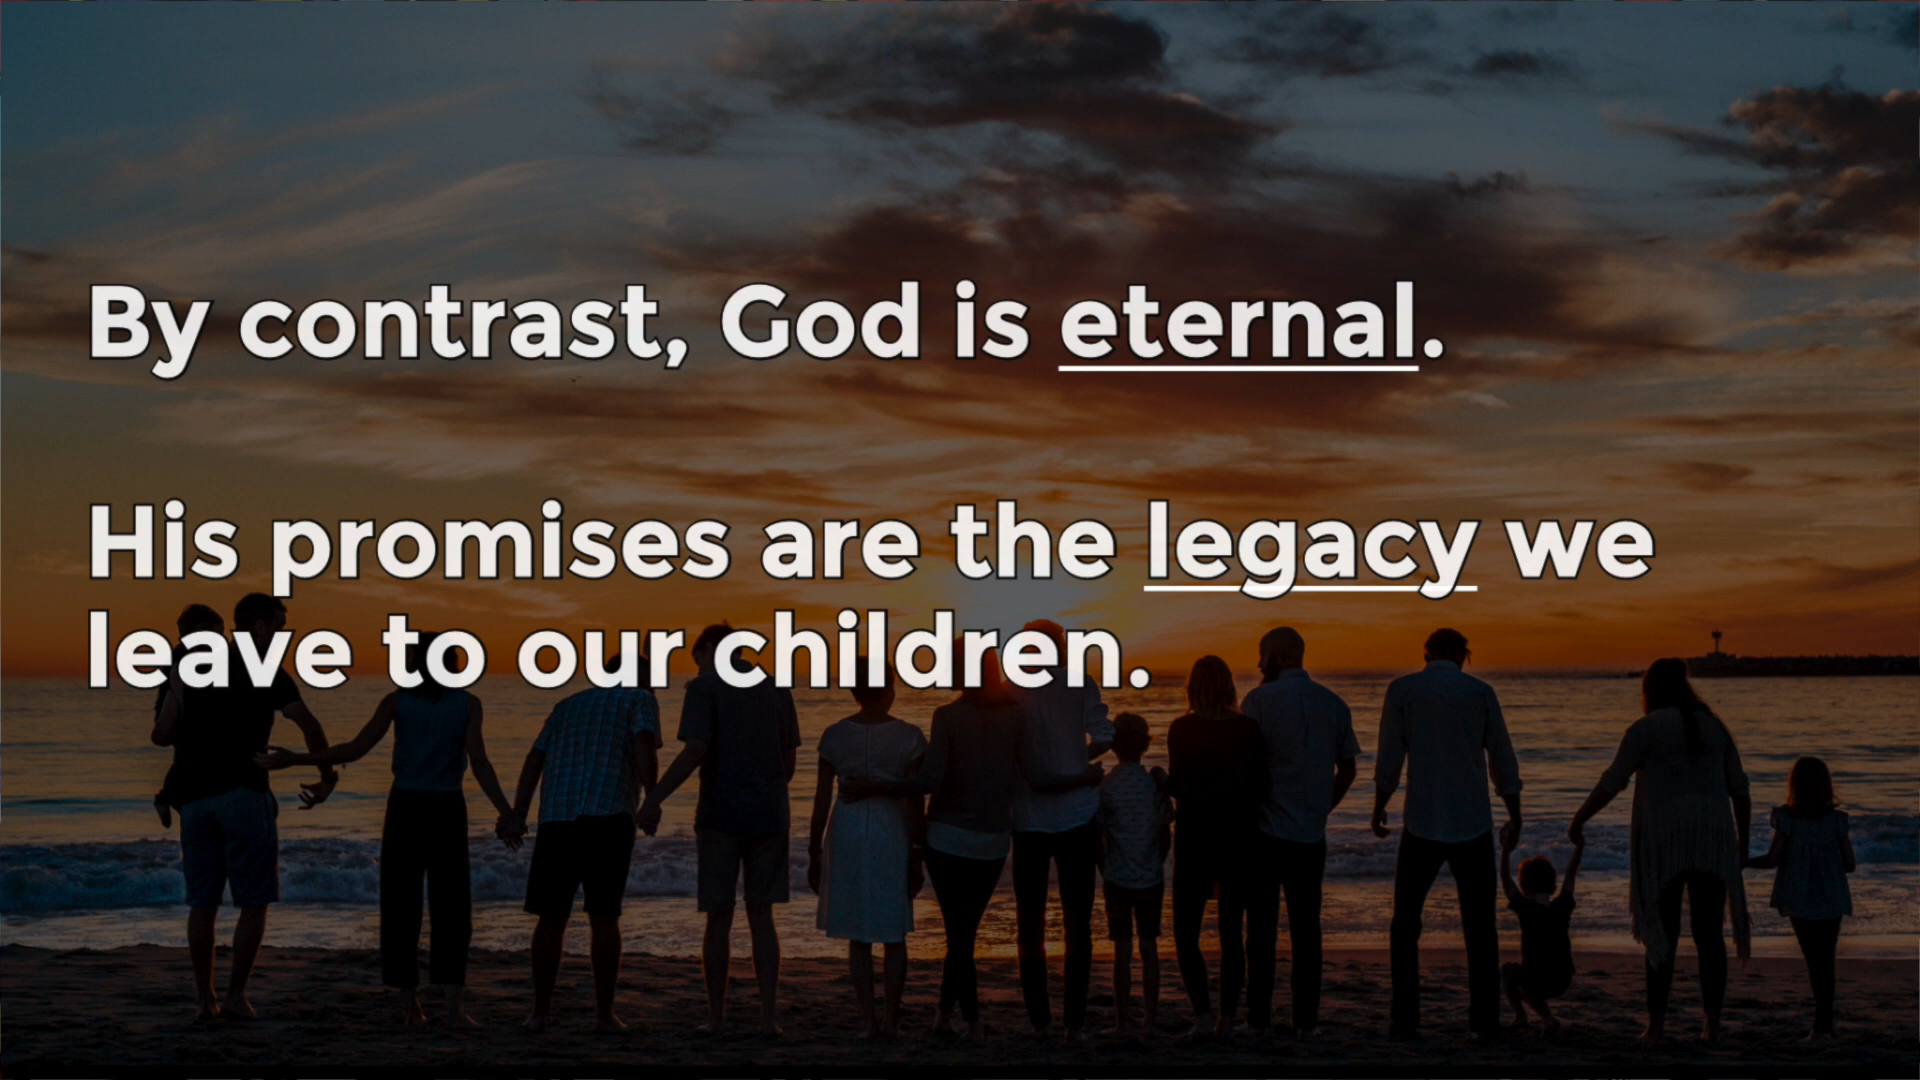 By contrast, God is eternal.
His promises are the legacy we
leave to our children.